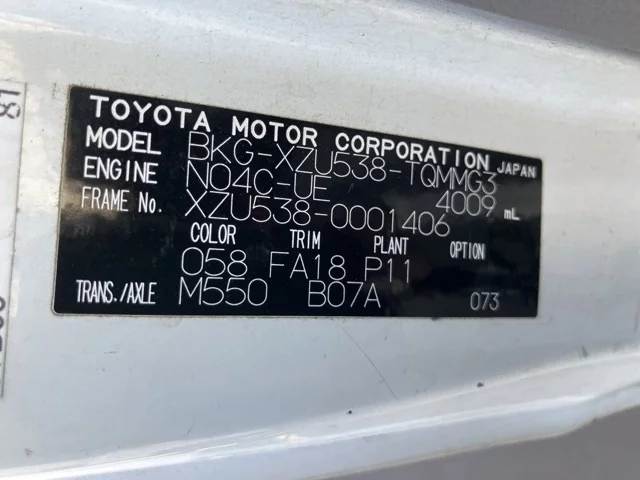 TOYOTA MOTOR CORPORATION JAPAN
MODEL BKG-XZU538-TQMMG3
ENGINE N04C-UE 4009 mL
FRAME No. XZU538-0001406
COLOR TRIM PLANT OPTION
058 FA18 P11
TRANS./AXLE M550 B07A 073
81